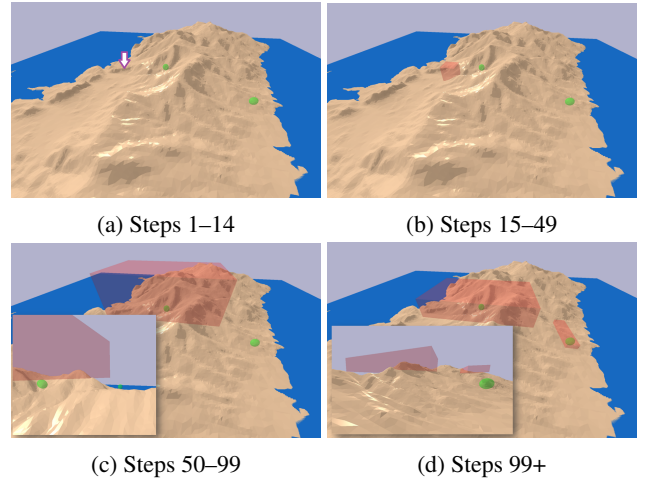 (a) Steps 1–14
(b) Steps 15–49
(c) Steps 50–99
(d) Steps 99+